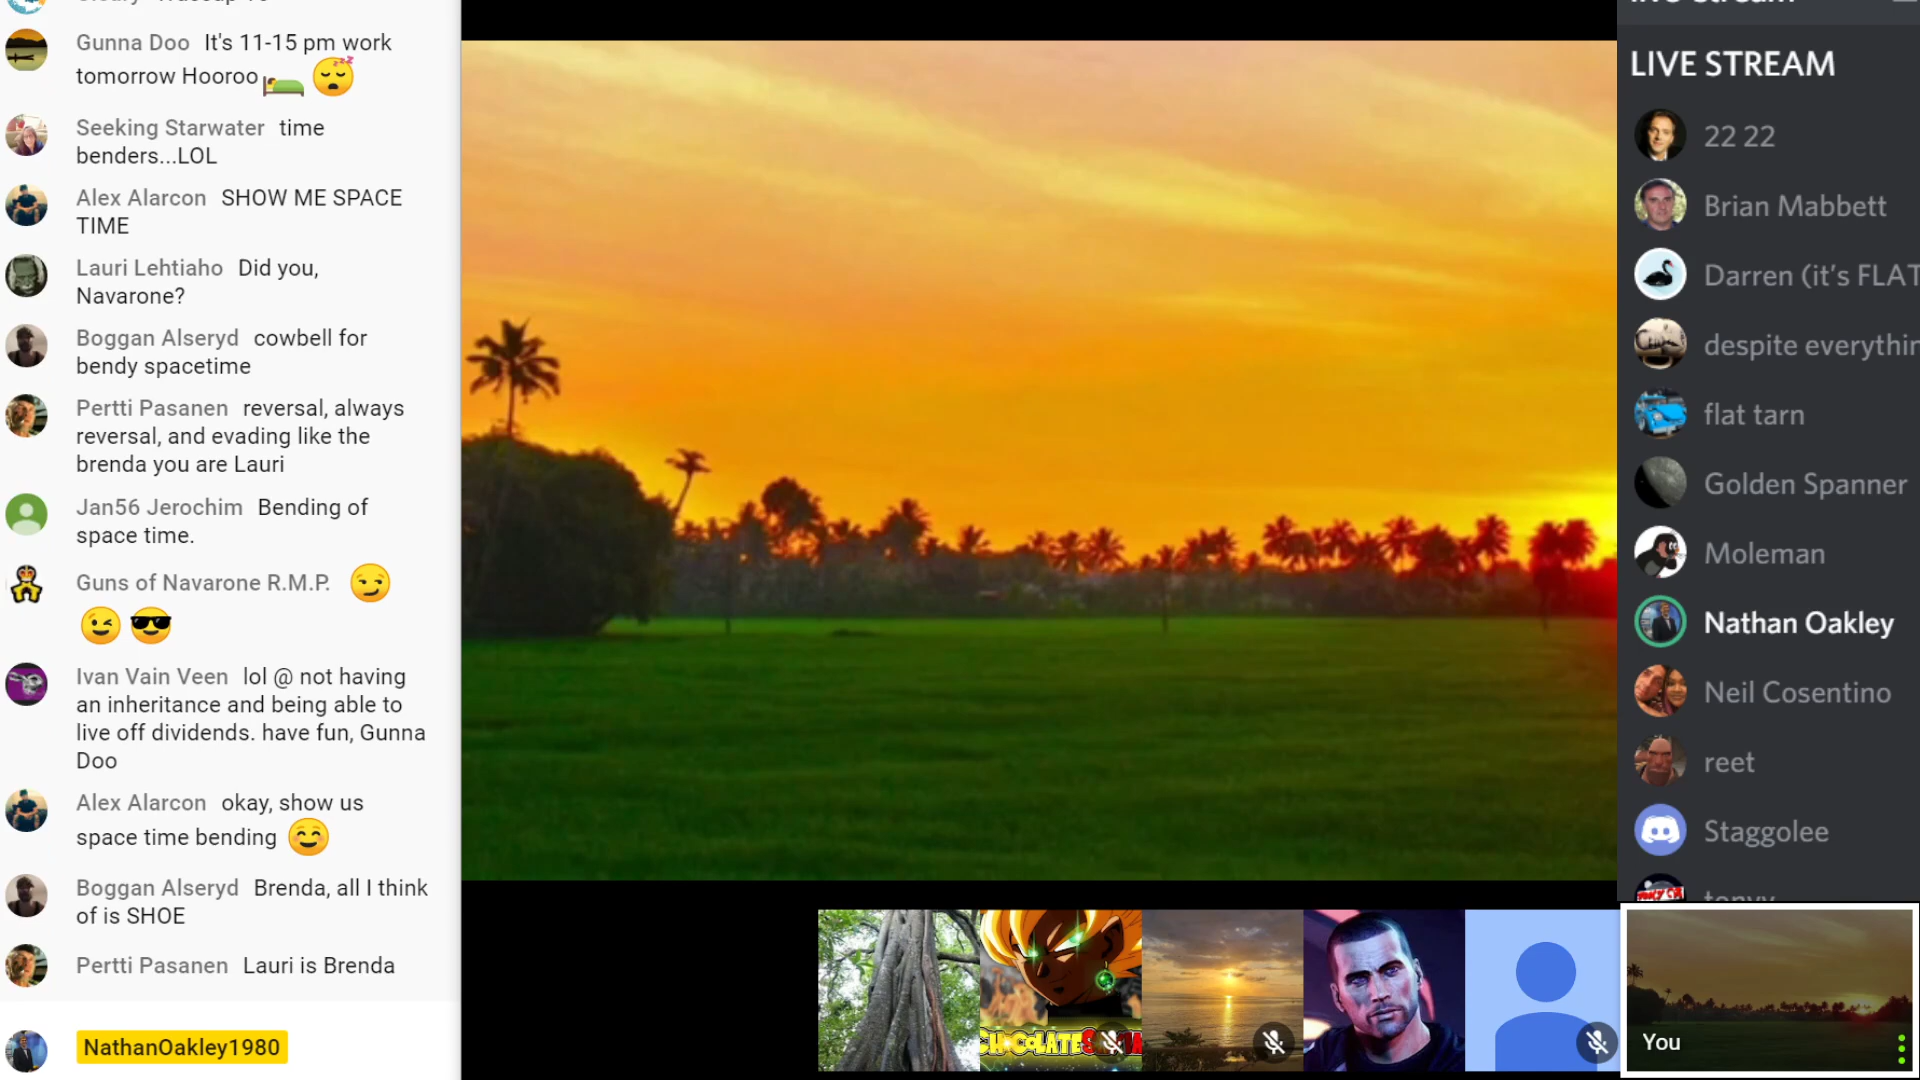 Gunna Doo It's 11-15 pm work
tomorrow Hooroo
Seeking Starwater time
benders...LOL
Alex Alarcon SHOW ME SPACE
TIME
Lauri Lehtiaho Did you,
Navarone?
Boggan Alseryd cowbell for
bendy spacetime
Pertti Pasanen reversal, always
reversal, and evading like the
brenda you are Lauri
Jan56 Jerochim Bending of
space time.
Guns of Navarone R.M.P.
Ivan Vain Veen lol @ not having
an inheritance and being able to
live off dividends. have fun, Gunna
Doo
Alex Alarcon okay, show us
space time bending
Boggan Alseryd Brenda, all I think
of is SHOE
Pertti Pasanen Lauri is Brenda
NathanOakley1980
CHOCOLATE
You
LIVE STREAM
22 22
Brian Mabbett
Darren (it's FLAT
despite everythin
flat tarn
Golden Spanner
Moleman
Nathan Oakley
Neil Cosentino
reet
Staggolee